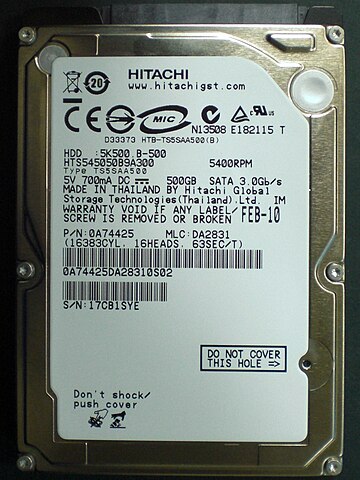 HITACHI
20
www.hitachigst.com
CE MIC
N13508 E182115 T
D33373 HTB-TS5SAA500(B)
HDD :5K500.B-500
HTS545050B9A300 5400RPM
Type TS5SAA500
5V 700mA DC 500GB SATA 3.0Gb/s
MADE IN THAILAND BY Hitachi Global
Storage Technologies(Thailand).Ltd. IM
WARRANTY VOID IF ANY LABEL/ FEB-10
SCREW IS REMOVED OR BROKEN
P/N:0A74425 MLC:DA2831
(16383CYL. 16HEADS. 63SEC/T)
0A74425DA28310S02
S/N:17CB1SYE
DO NOT COVER
THIS HOLE =>
Don't shock/
push cover